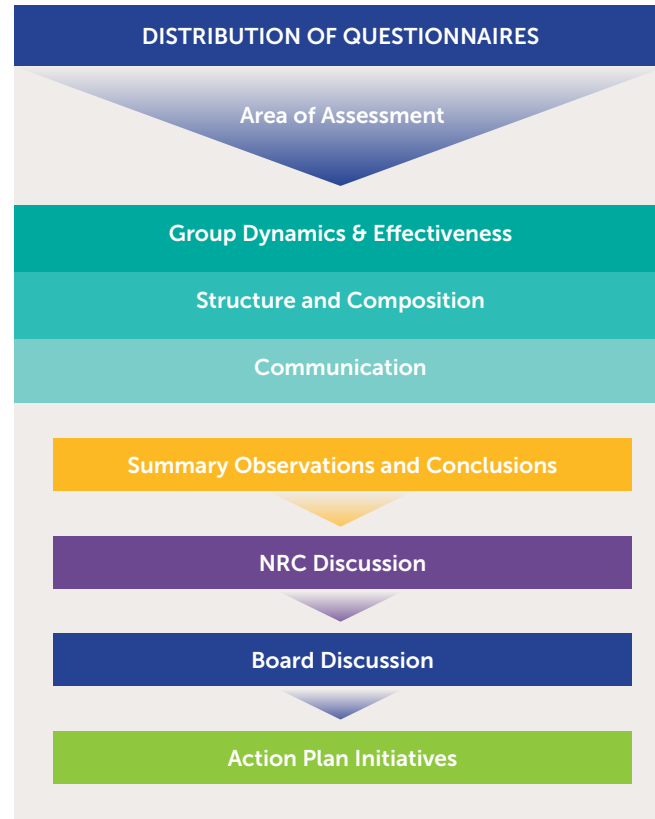 DISTRIBUTION OF QUESTIONNAIRES
Area of Assessment
Group Dynamics & Effectiveness
Structure and Composition
Communication
Summary Observations and Conclusions
NRC Discussion
Board Discussion
Action Plan Initiatives